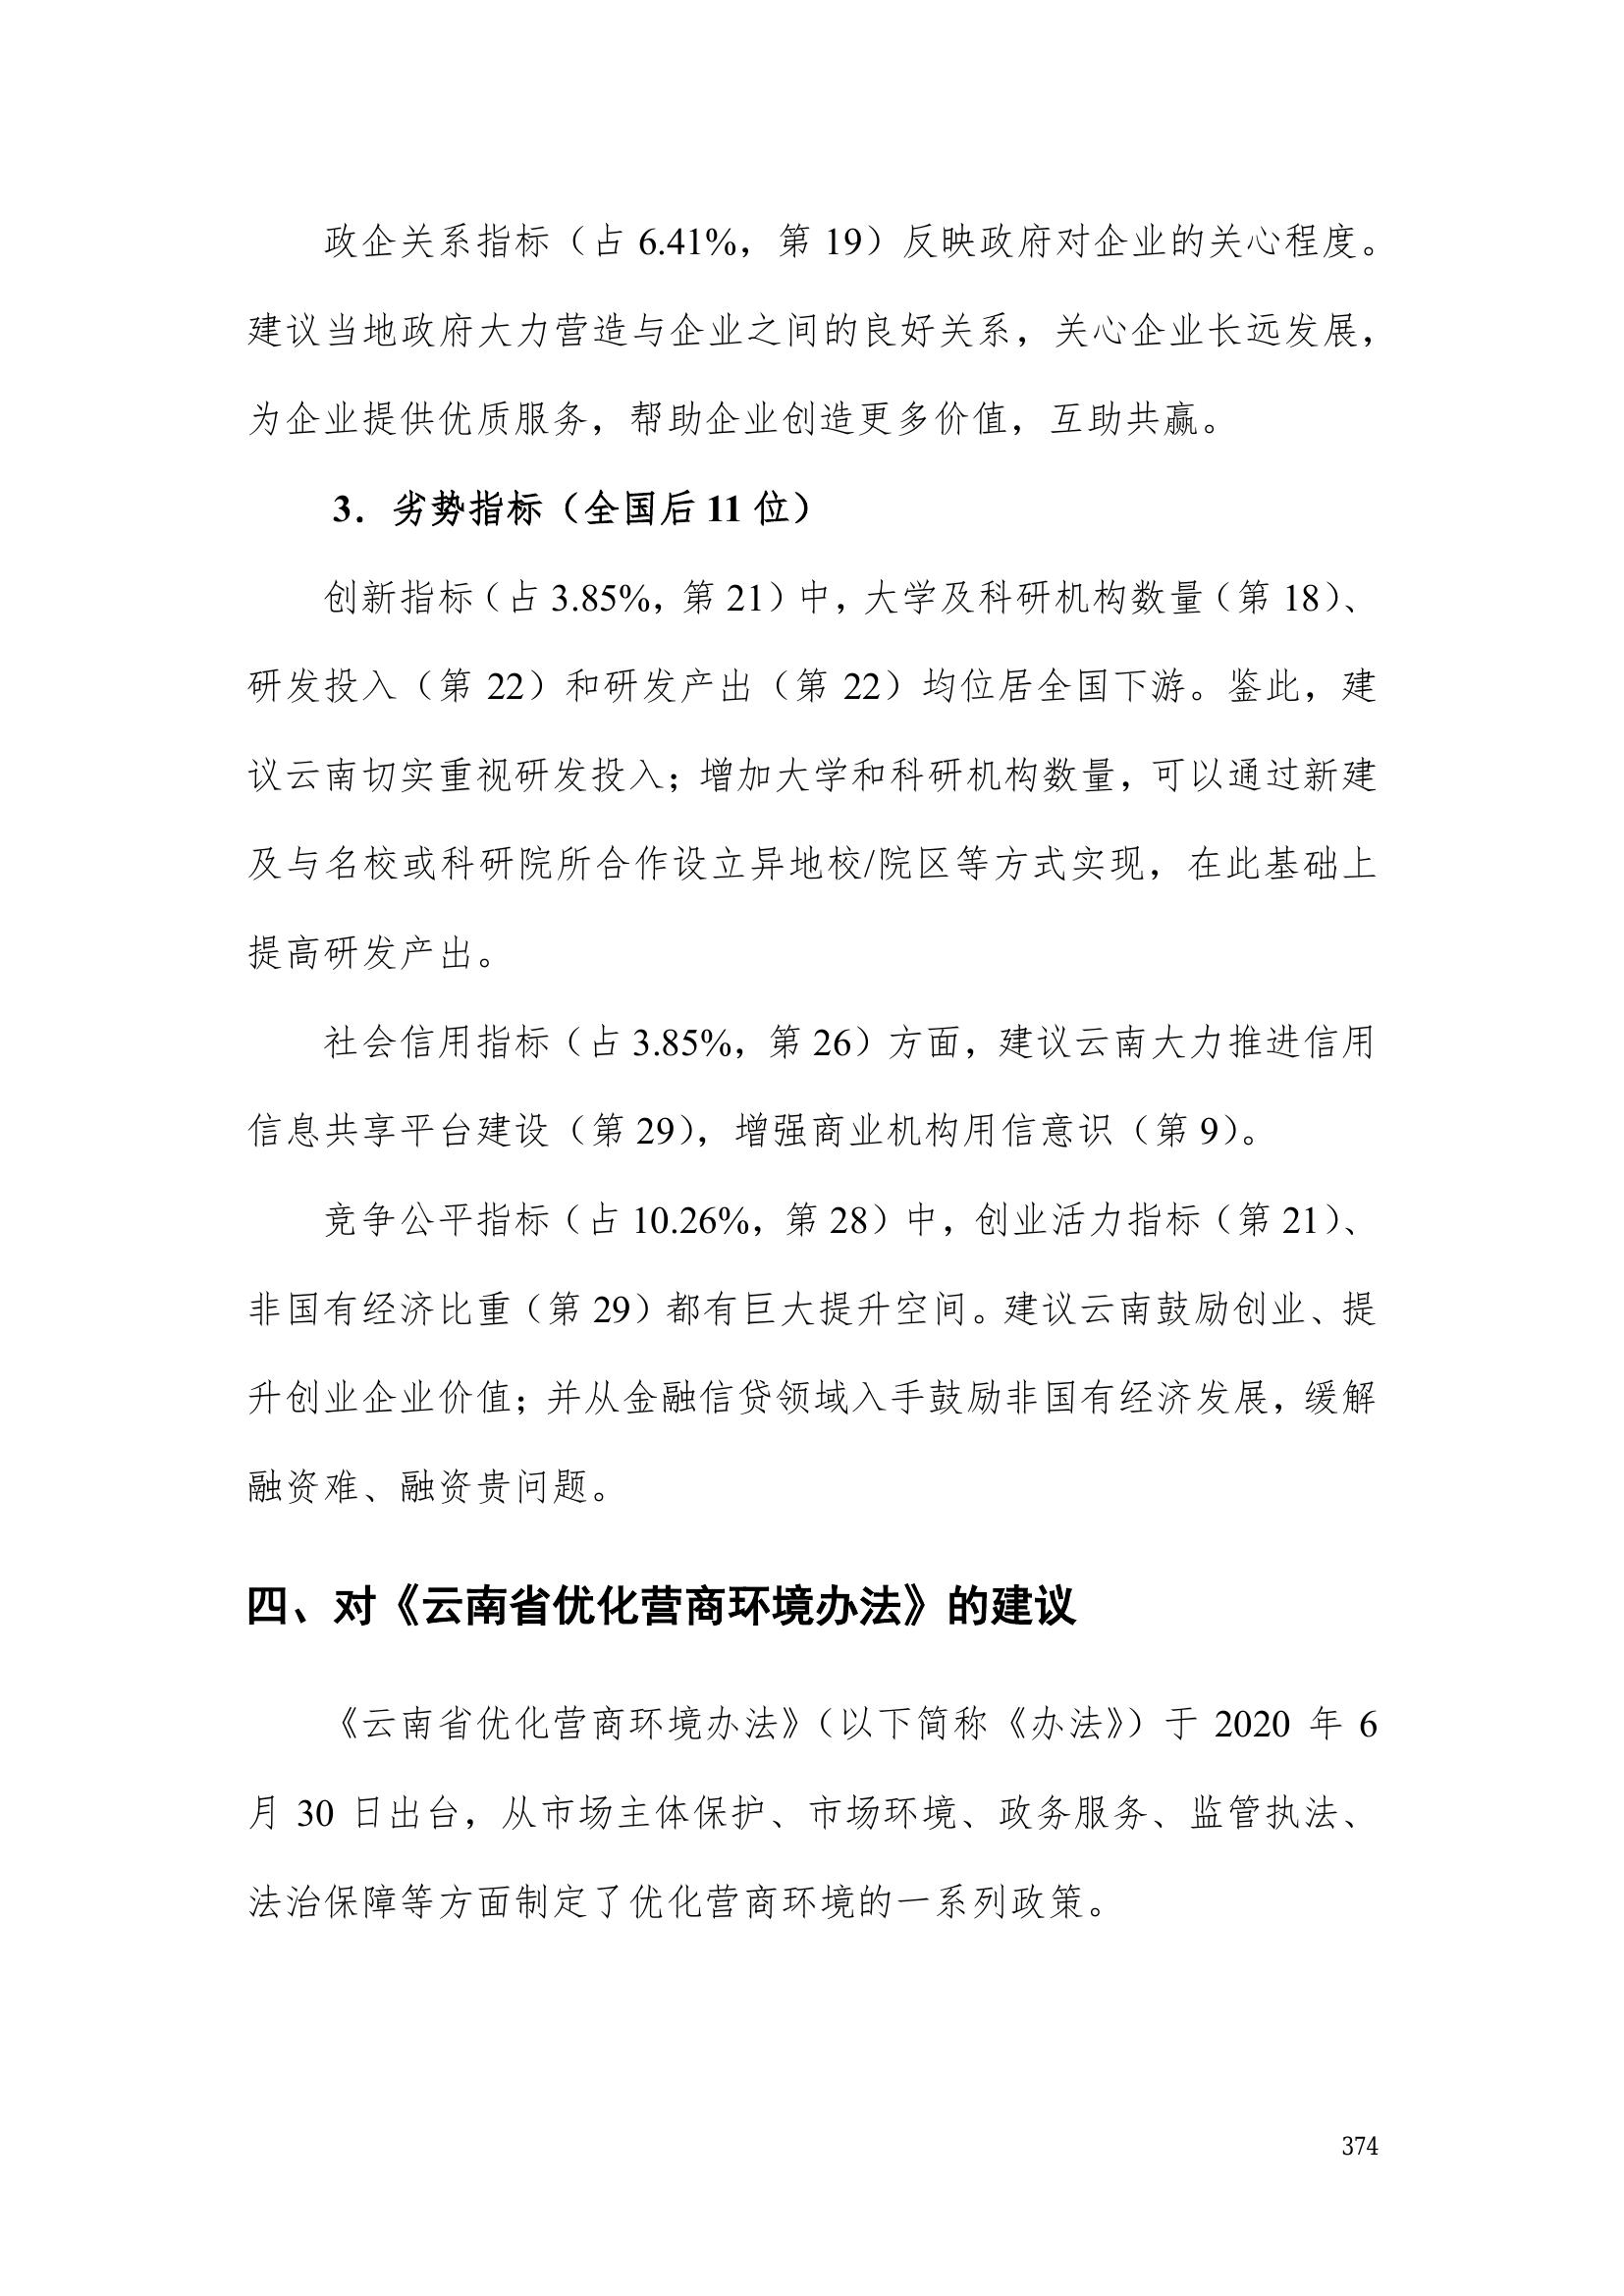 政企关系指标（占 6.41%，第 19）反映政府对企业的关心程度。
建议当地政府大力营造与企业之间的良好关系，关心企业长远发展，
为企业提供优质服务，帮助企业创造更多价值，互助共赢。
3．劣势指标（全国后 11 位）
创新指标（占 3.85%，第 21）中，大学及科研机构数量（第 18）、
研发投入（第 22）和研发产出（第 22）均位居全国下游。鉴此，建
议云南切实重视研发投入；增加大学和科研机构数量，可以通过新建
及与名校或科研院所合作设立异地校/院区等方式实现，在此基础上
提高研发产出。
社会信用指标（占 3.85%，第 26）方面，建议云南大力推进信用
信息共享平台建设（第 29），增强商业机构用信意识（第 9）。
竞争公平指标（占 10.26%，第 28）中，创业活力指标（第 21）、
非国有经济比重（第 29）都有巨大提升空间。建议云南鼓励创业、提
升创业企业价值；并从金融信贷领域入手鼓励非国有经济发展，缓解
融资难、融资贵问题。
四、对《云南省优化营商环境办法》的建议
《云南省优化营商环境办法》（以下简称《办法》）于 2020 年 6
月 30 日出台，从市场主体保护、市场环境、政务服务、监管执法、
法治保障等方面制定了优化营商环境的一系列政策。
374